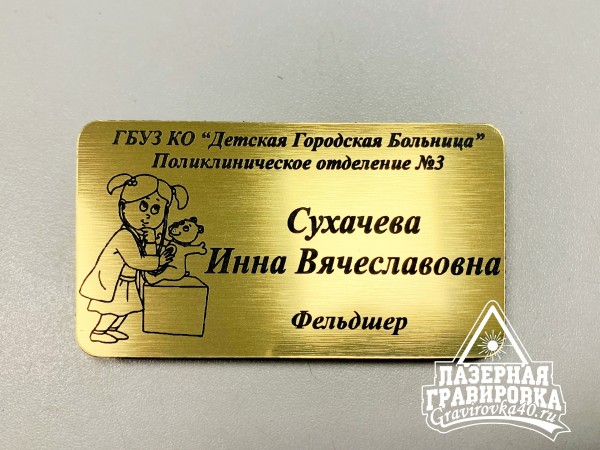 ГБУЗ КО “Детская Городская Больница”
Поликлиническое отделение №3
Сухачева
Инна Вячеславовна
Фельдшер
ЛАЗЕРНАЯ
ГРАВИРОВКА
Gravirovka40.ru